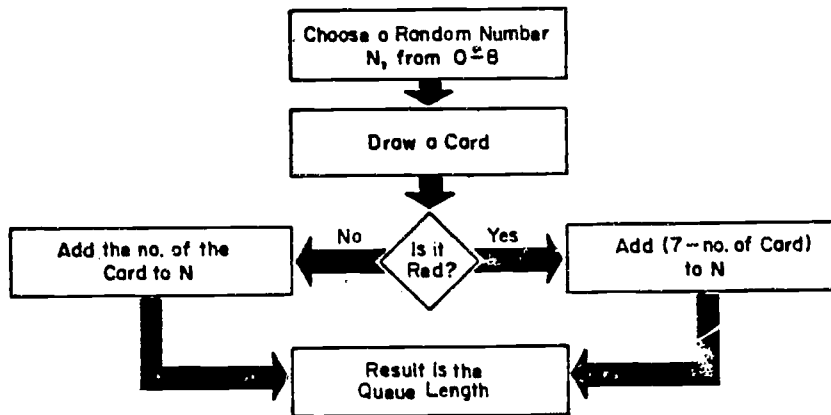 Choose a Random Number
N, from 0-8
Draw a Card
Is it
Red?
No
Yes
Add the no. of the
Card to N
Add (7-no. of Card)
to N
Result is the
Queue Length